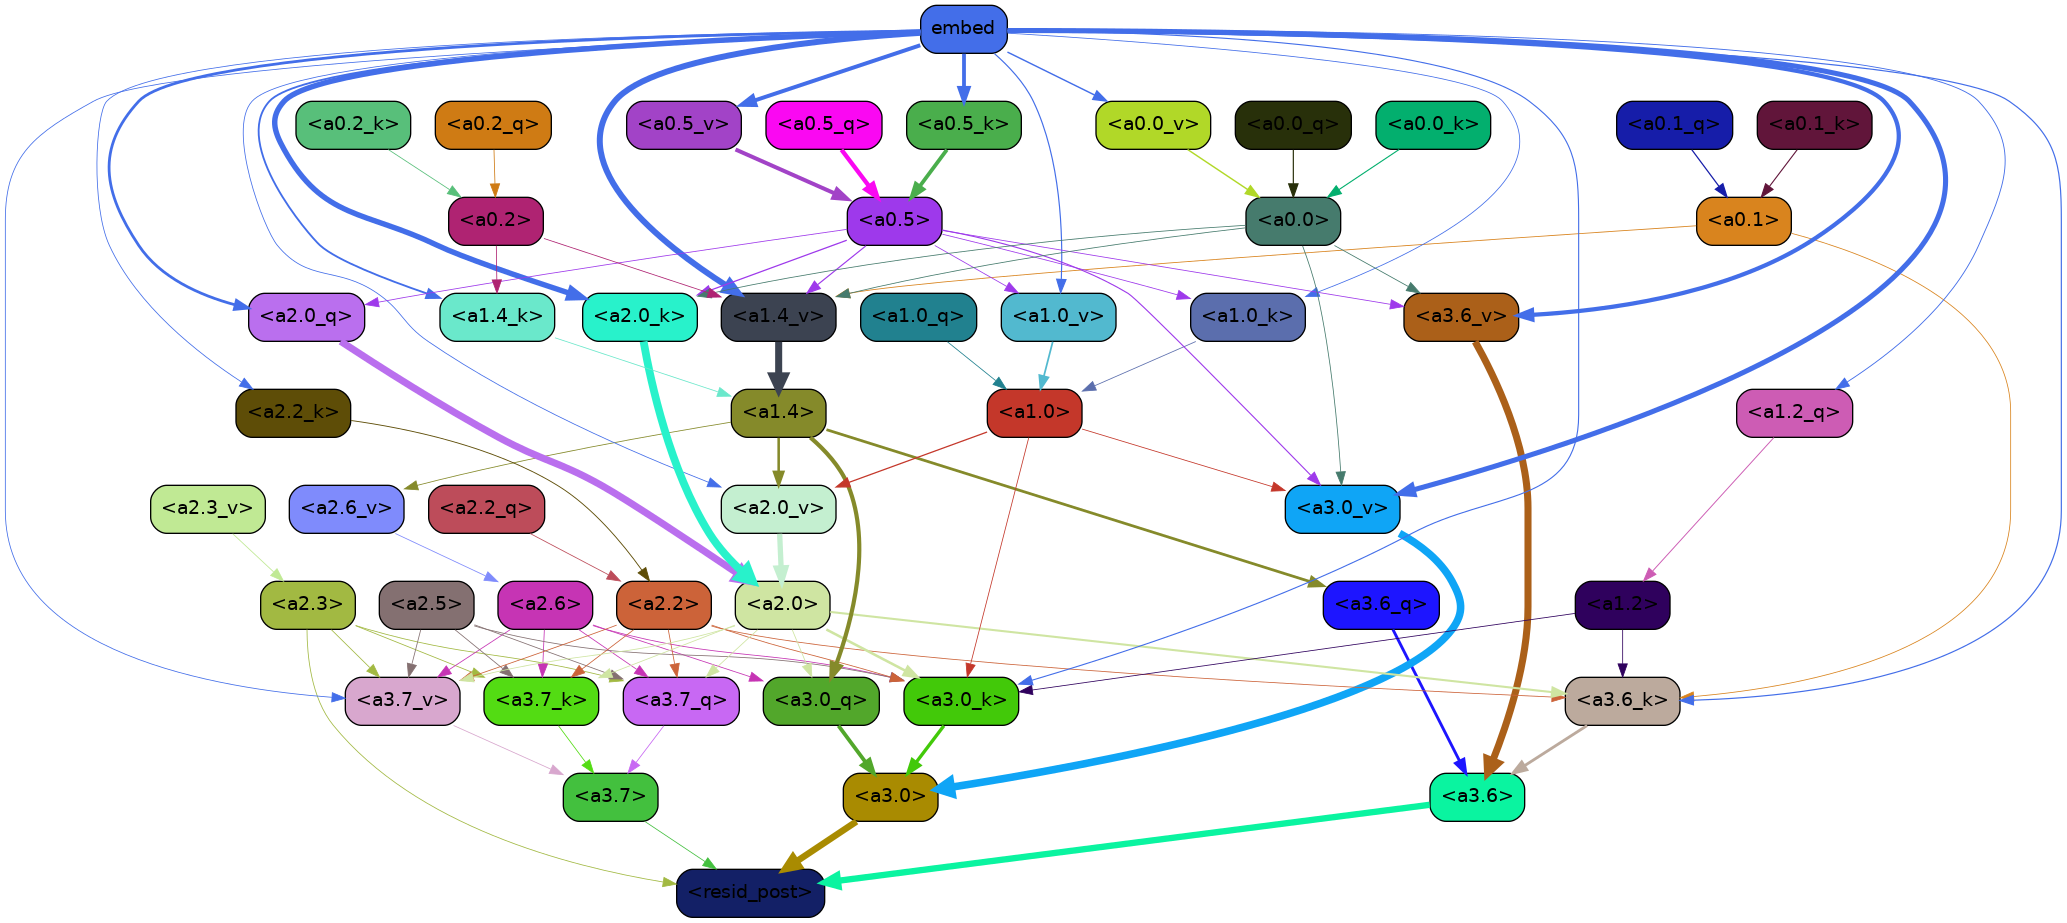 embed
<a0.2_k> <a0.2_q> <a0.5_v> <a0.5_q> <a0.5_k> <a0.0_v> <a0.0_q> <a0.0_k> <a0.1_q> <a0.1_k>
<a0.2> <a0.5> <a0.0> <a0.1>
<a2.0_q> <a1.4_k> <a2.0_k> <a1.4_v> <a1.0_q> <a1.0_v> <a1.0_k> <a3.6_v>
<a2.2_k> <a1.4> <a1.0> <a1.2_q>
<a2.3_v> <a2.6_v> <a2.2_q> <a2.0_v> <a3.0_v>
<a2.3> <a2.5> <a2.6> <a2.2> <a2.0> <a3.6_q> <a1.2>
<a3.7_v> <a3.7_k> <a3.7_q> <a3.0_q> <a3.0_k> <a3.6_k>
<a3.7> <a3.0> <a3.6>
<resid_post>